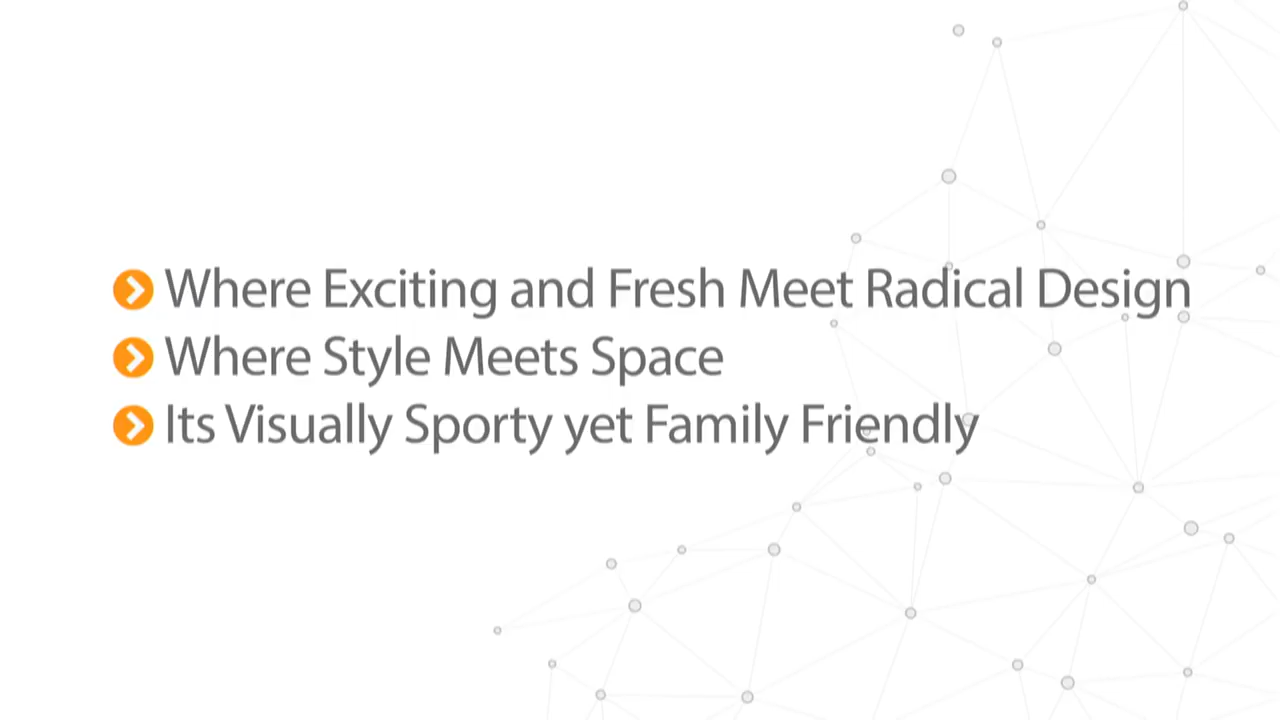 Where Exciting and Fresh Meet Radical Design
Where Style Meets Space
Its Visually Sporty yet Family Friendly